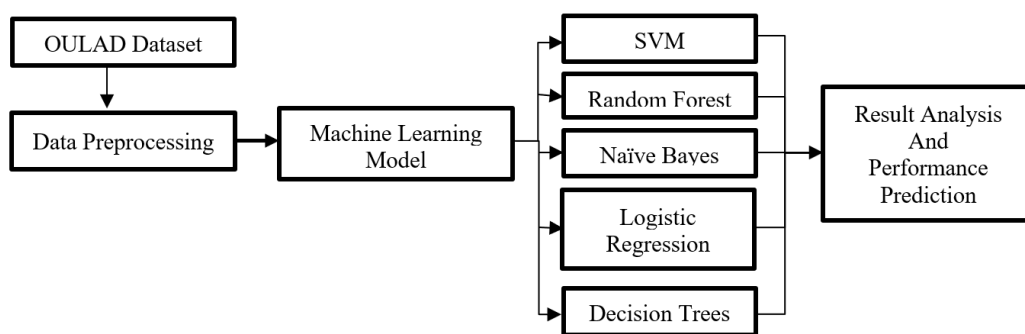 OULAD Dataset
Data Preprocessing
Machine Learning
Model
SVM
Random Forest
Naïve Bayes
Logistic
Regression
Decision Trees
Result Analysis
And
Performance
Prediction